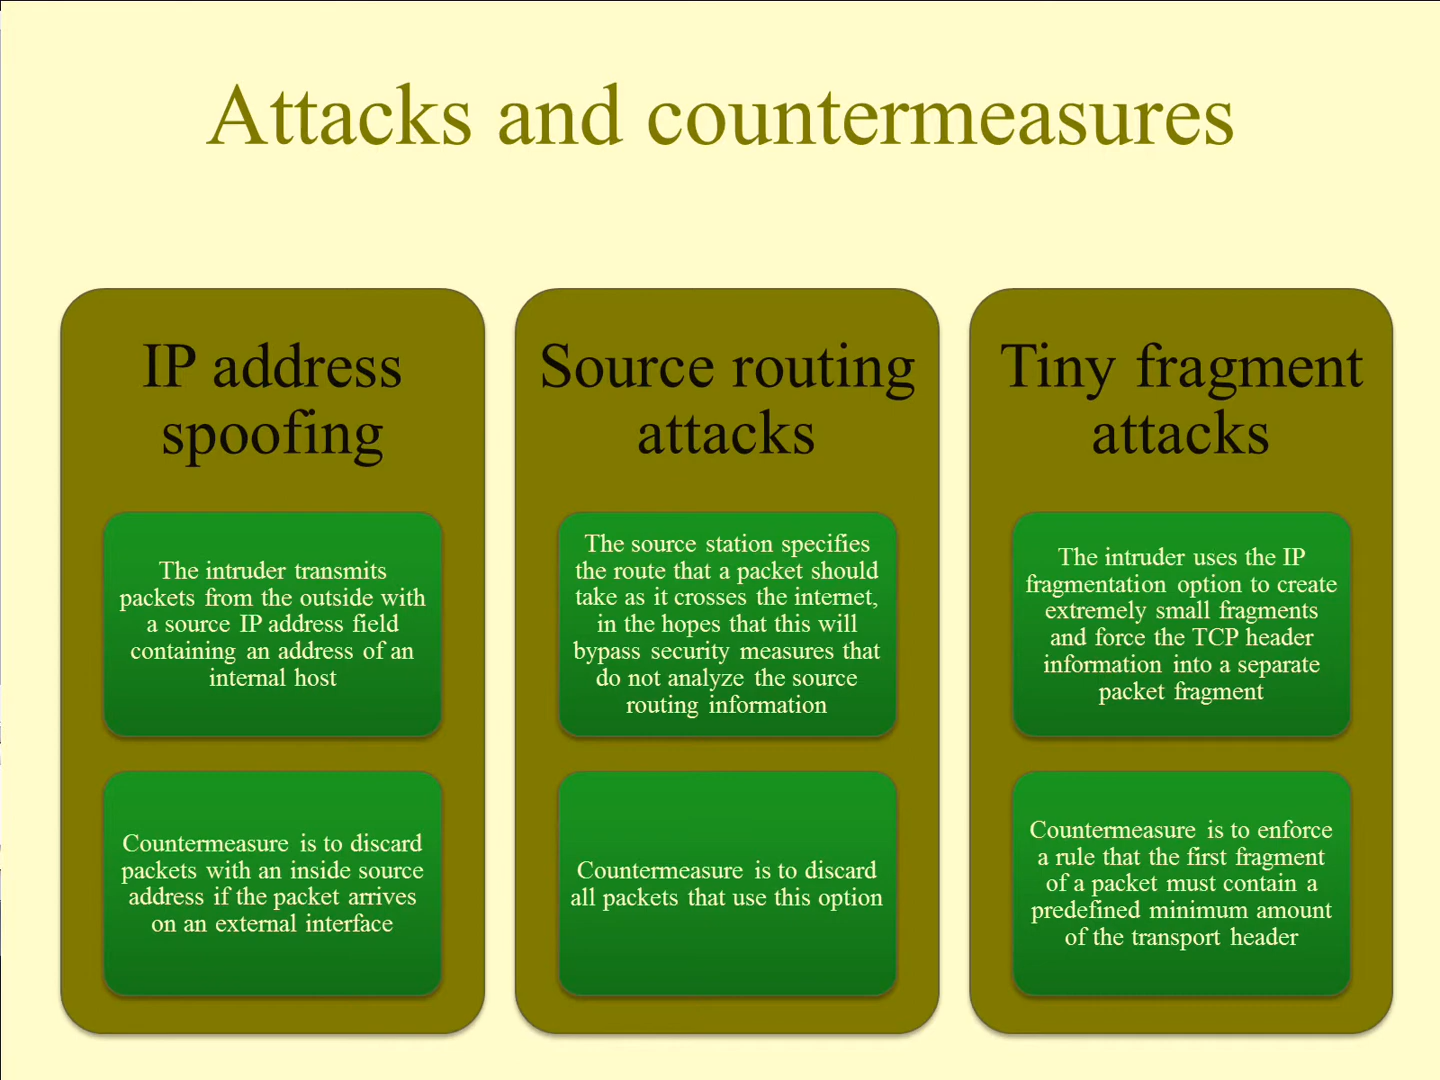 Attacks and countermeasures
IP address
spoofing
The intruder transmits
packets from the outside with
a source IP address field
containing an address of an
internal host
Countermeasure is to discard
packets with an inside source
address if the packet arrives
on an external interface
Source routing
attacks
The source station specifies
the route that a packet should
take as it crosses the internet,
in the hopes that this will
bypass security measures that
do not analyze the source
routing information
Countermeasure is to discard
all packets that use this option
Tiny fragment
attacks
The intruder uses the IP
fragmentation option to create
extremely small fragments
and force the TCP header
information into a separate
packet fragment
Countermeasure is to enforce
a rule that the first fragment
of a packet must contain a
predefined minimum amount
of the transport header